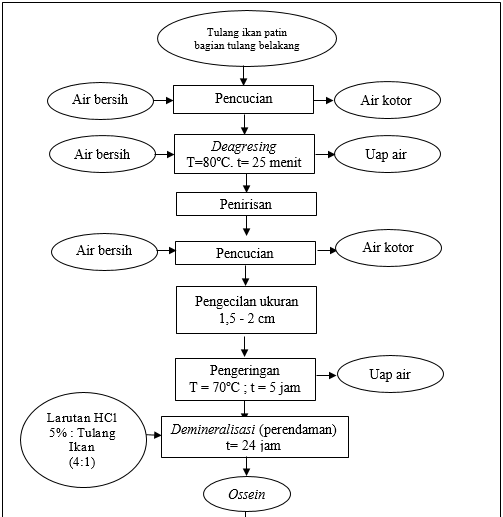 Tulang ikan patin
bagian tulang belakang
Air bersih
Pencucian
Air kotor
Air bersih
Deagresing
T=80°C. t= 25 menit
Uap air
Penirisan
Air bersih
Pencucian
Air kotor
Pengecilan ukuran
1,5 - 2 cm
Pengeringan
T = 70°C ; t = 5 jam
Uap air
Larutan HCl
5% : Tulang
Ikan
(4:1)
Demineralisasi (perendaman)
t= 24 jam
Ossein